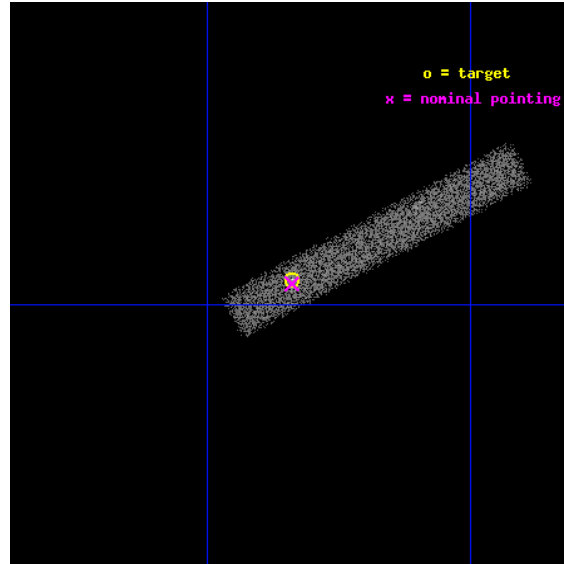 o = target
x = nominal pointing